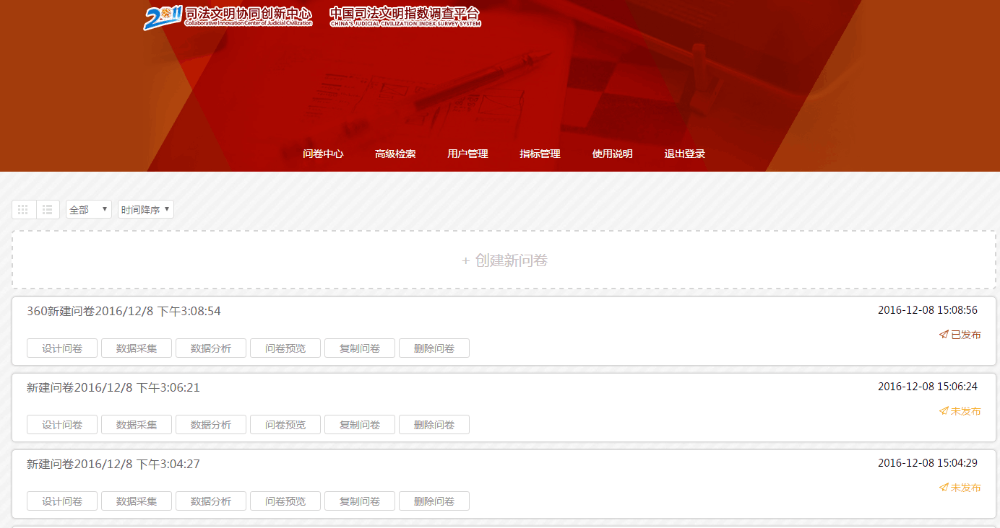 2011 司法文明协同创新中心 中国司法文明指数调查平台
Collaborative Innovation Center of Judicial Civilization CHINA'S JUDICIAL CIVILIZATION INDEX SURVEY SYSTEM
问卷中心 高级检索 用户管理 指标管理 使用说明 退出登录
全部 时间降序
+ 创建新问卷
360新建问卷2016/12/8 下午3:08:54 2016-12-08 15:08:56
已发布
设计问卷 数据采集 数据分析 问卷预览 复制问卷 删除问卷
新建问卷2016/12/8 下午3:06:21 2016-12-08 15:06:24
未发布
设计问卷 数据采集 数据分析 问卷预览 复制问卷 删除问卷
新建问卷2016/12/8 下午3:04:27 2016-12-08 15:04:29
未发布
设计问卷 数据采集 数据分析 问卷预览 复制问卷 删除问卷